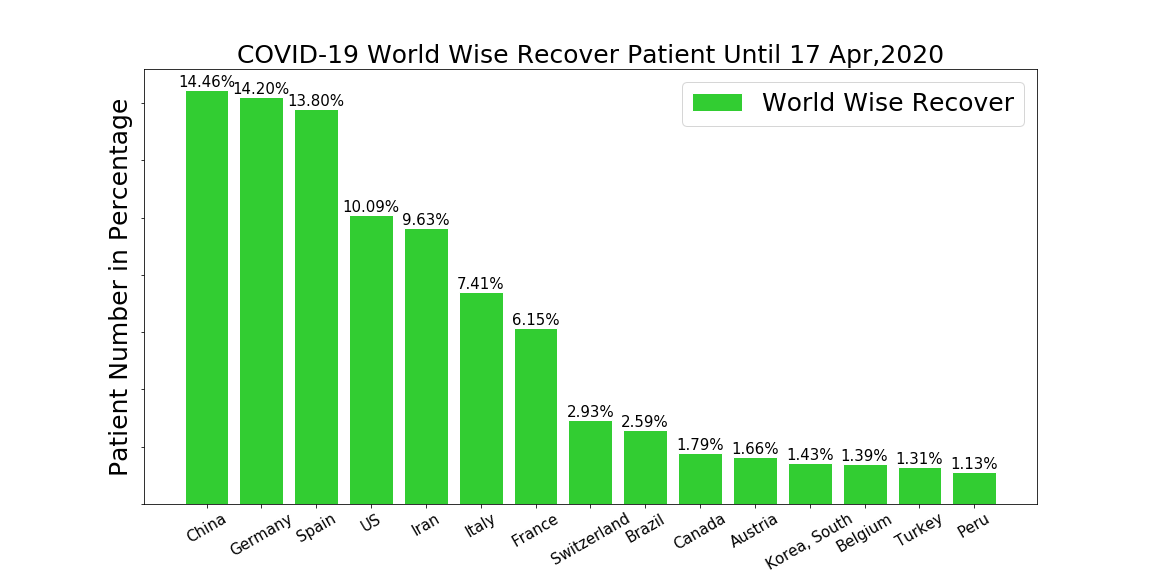 COVID-19 World Wise Recover Patient Until 17 Apr,2020
World Wise Recover
Patient Number in Percentage
14.46%
14.20%
13.80%
10.09%
9.63%
7.41%
6.15%
2.93%
2.59%
1.79%
1.66%
1.43%
1.39%
1.31%
1.13%
China
Germany
Spain
US
Iran
Italy
France
Switzerland
Brazil
Canada
Austria
Korea, South
Belgium
Turkey
Peru